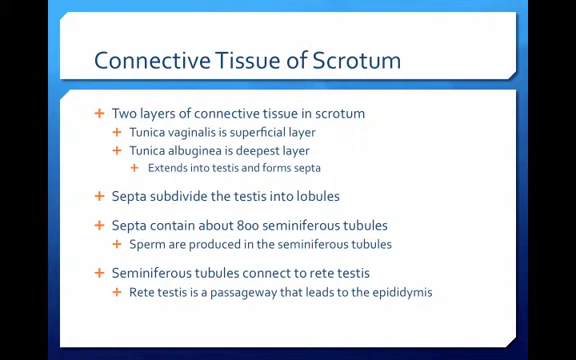 Connective Tissue of Scrotum
+ Two layers of connective tissue in scrotum
+ Tunica vaginalis is superficial layer
+ Tunica albuginea is deepest layer
+ Extends into testis and forms septa
+ Septa subdivide the testis into lobules
+ Septa contain about 800 seminiferous tubules
+ Sperm are produced in the seminiferous tubules
+ Seminiferous tubules connect to rete testis
+ Rete testis is a passageway that leads to the epididymis